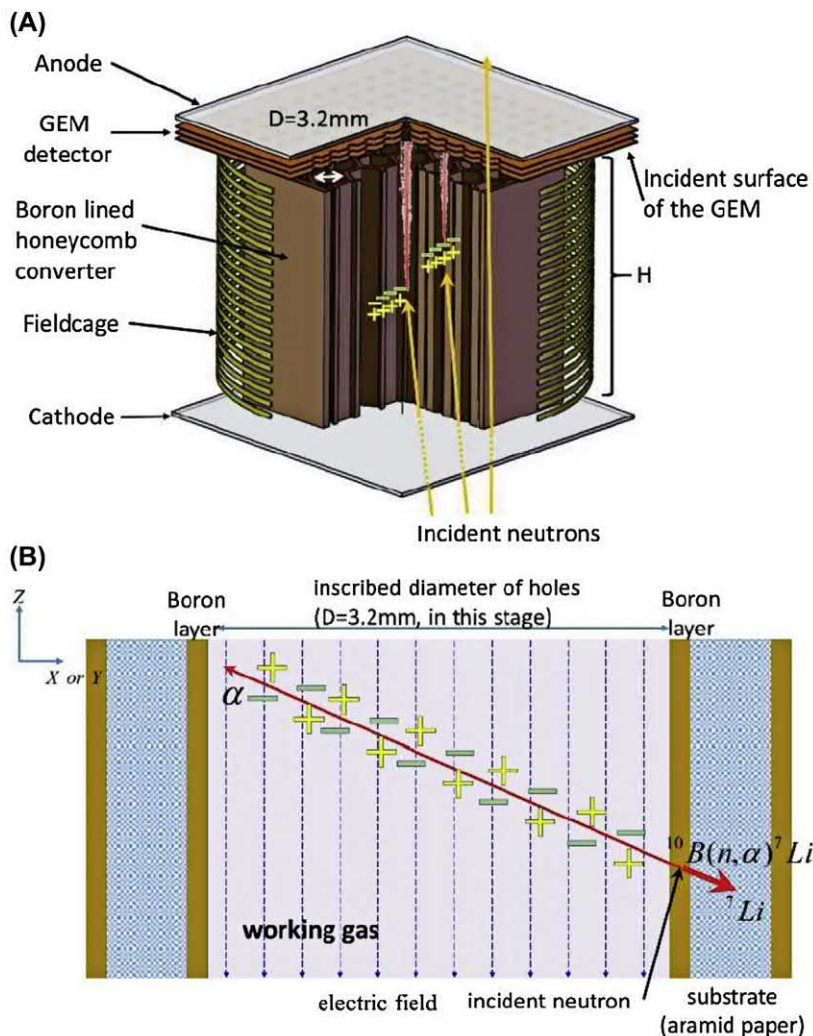 (A)
Anode
D=3.2mm
GEM
detector
Incident surface
of the GEM
Boron lined
honeycomb
converter
H
Fieldcage
Cathode
Incident neutrons
(B)
Z
X or Y
Boron
layer
inscribed diameter of holes
(D=3.2mm, in this stage)
Boron
layer
α
¹⁰B(n,α)⁷Li
⁷Li
working gas
electric field
incident neutron
substrate
(aramid paper)